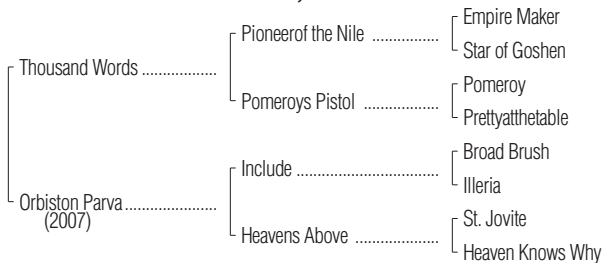 Empire Maker
Pioneerof the Nile ................
Star of Goshen
Thousand Words ..................
Pomeroy
Pomeroys Pistol ..................
Prettyatthetable
Broad Brush
Include ..................................
Illeria
Orbiston Parva......................
(2007)
St. Jovite
Heavens Above ....................
Heaven Knows Why